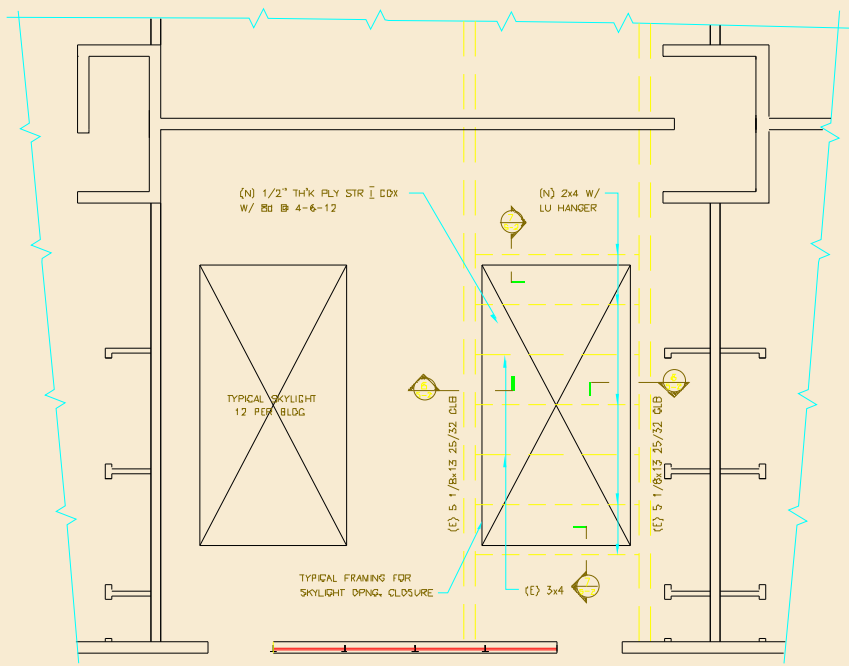 (N) 1/2" TH'K PLY STR I CDX
W/ 8d @ 4-6-12
(N) 2x4 W/
LU HANGER
TYPICAL SKYLIGHT
12 PER BLDG
(E) 5 1/8x13 25/32 GLB
(E) 5 1/8x13 25/32 GLB
TYPICAL FRAMING FOR
SKYLIGHT OPNG. CLOSURE
(E) 3x4